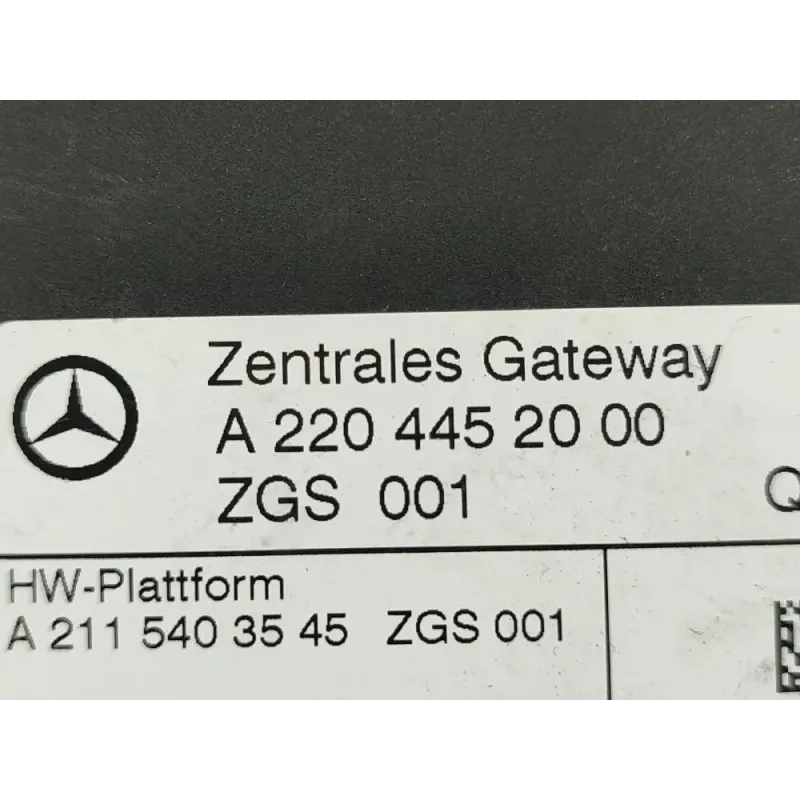 Zentrales Gateway
A 220 445 20 00
ZGS 001
Q
HW-Plattform
A 211 540 35 45 ZGS 001